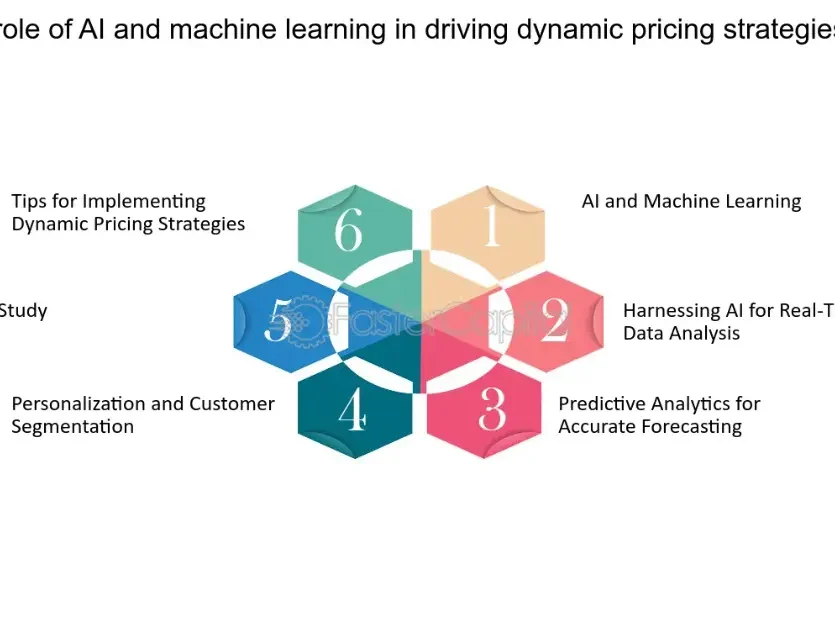 role of AI and machine learning in driving dynamic pricing strategies
6
1
Tips for Implementing
Dynamic Pricing Strategies
AI and Machine Learning
5
2
Study
Harnessing AI for Real-T
Data Analysis
FasterCapital
4
3
Personalization and Customer
Segmentation
Predictive Analytics for
Accurate Forecasting